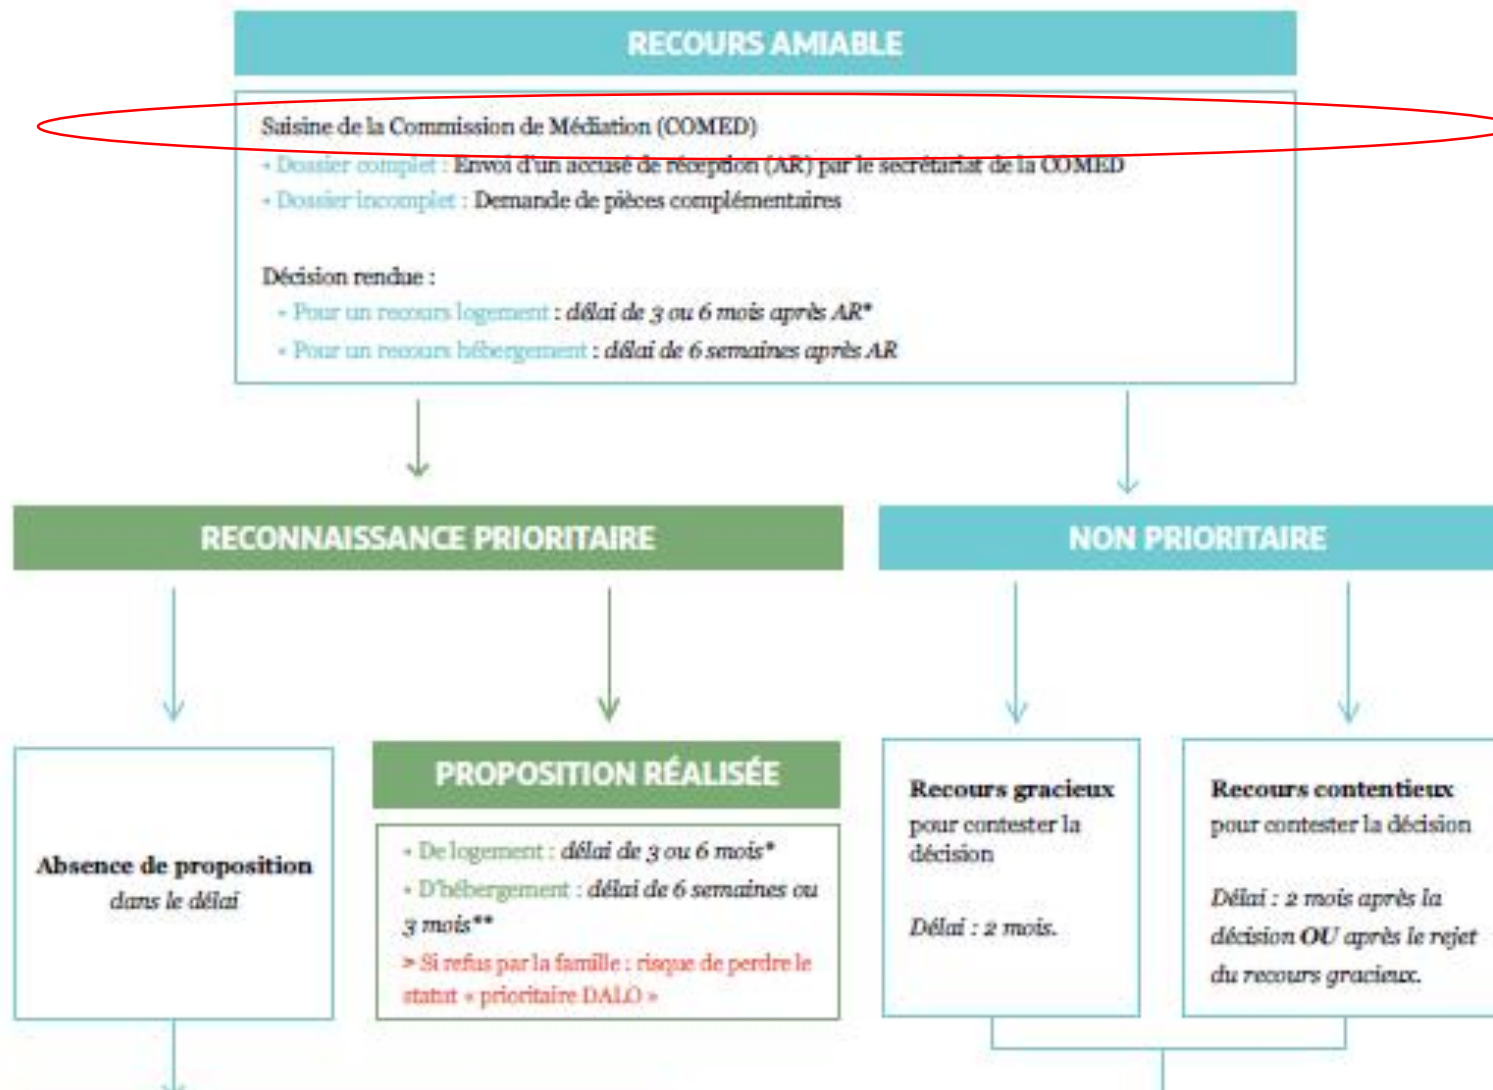 RECOURS AMIABLE
Saisine de la Commission de Médiation (COMED)
• Dossier complet : Envoi d'un accusé de réception (AR) par le secrétariat de la COMED
• Dossier incomplet : Demande de pièces complémentaires
Décision rendue :
• Pour un recours logement : délai de 3 ou 6 mois après AR*
• Pour un recours hébergement : délai de 6 semaines après AR
RECONNAISSANCE PRIORITAIRE
NON PRIORITAIRE
Absence de proposition
dans le délai
PROPOSITION RÉALISÉE
• De logement : délai de 3 ou 6 mois*
• D'hébergement : délai de 6 semaines ou
3 mois**
> Si refus par la famille : risque de perdre le
statut « prioritaire DALO »
Recours gracieux
pour contester la
décision
Délai : 2 mois.
Recours contentieux
pour contester la décision
Délai : 2 mois après la
décision OU après le rejet
du recours gracieux.